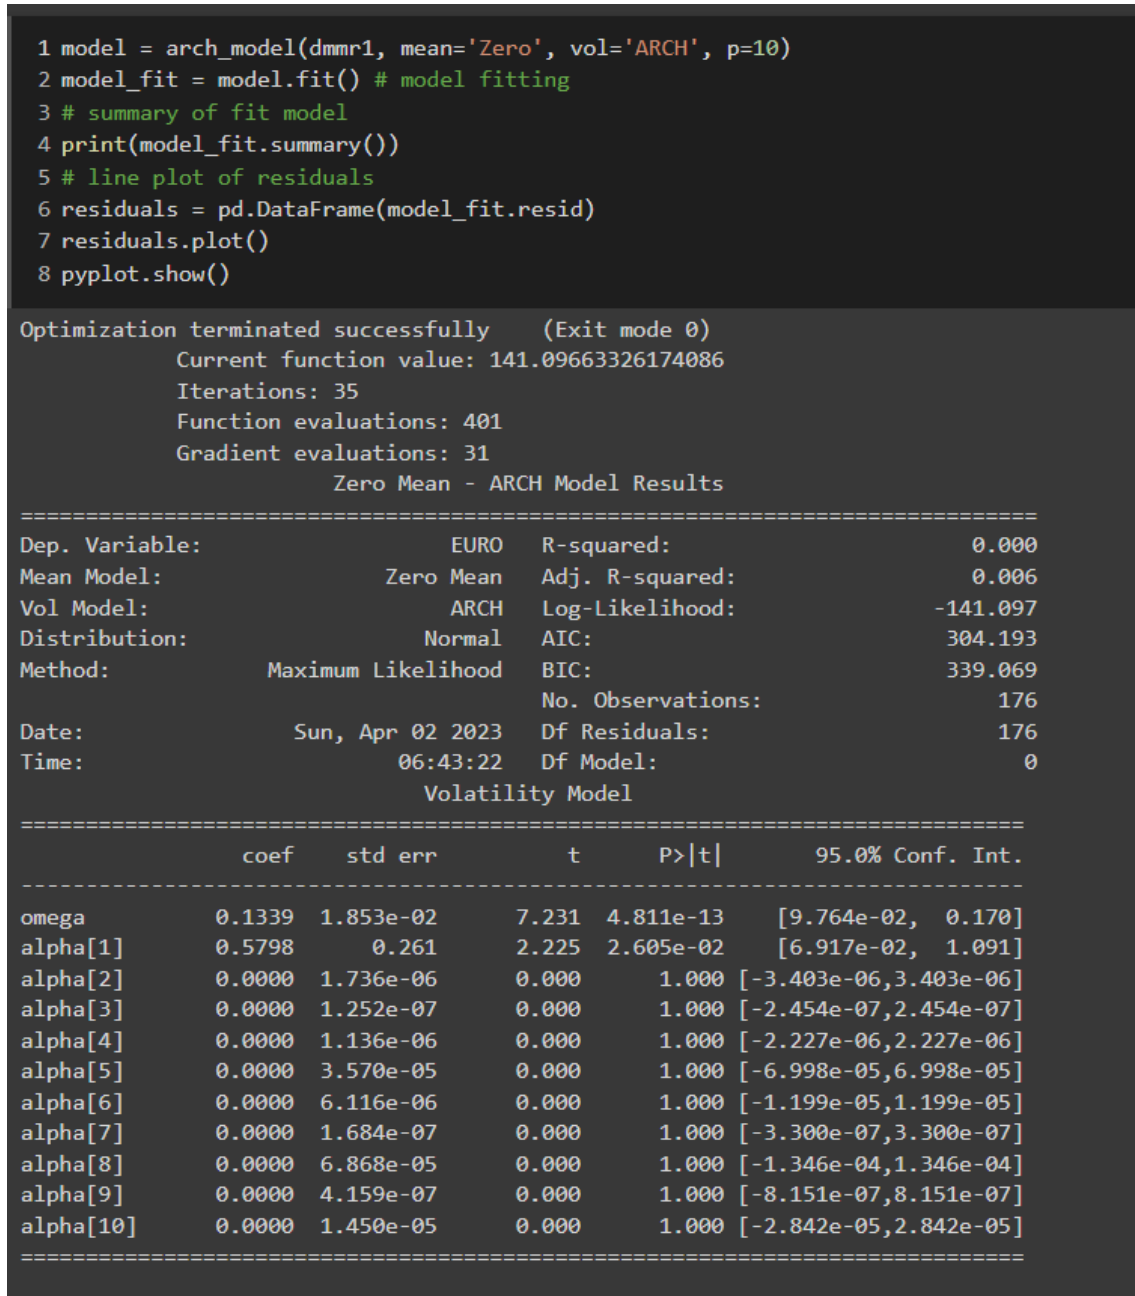 1 model = arch_model(dmmr1, mean='Zero', vol='ARCH', p=10)
2 model_fit = model.fit() # model fitting
3 # summary of fit model
4 print(model_fit.summary())
5 # line plot of residuals
6 residuals = pd.DataFrame(model_fit.resid)
7 residuals.plot()
8 pyplot.show()
Optimization terminated successfully    (Exit mode 0)
            Current function value: 141.09663326174086
            Iterations: 35
            Function evaluations: 401
            Gradient evaluations: 31
                        Zero Mean - ARCH Model Results
==============================================================================
Dep. Variable:                   EURO   R-squared:                       0.000
Mean Model:                 Zero Mean   Adj. R-squared:                  0.006
Vol Model:                       ARCH   Log-Likelihood:               -141.097
Distribution:                  Normal   AIC:                           304.193
Method:            Maximum Likelihood   BIC:                           339.069
                                        No. Observations:                  176
Date:                Sun, Apr 02 2023   Df Residuals:                      176
Time:                        06:43:22   Df Model:                            0
                               Volatility Model
=============================================================================
                 coef    std err          t      P>|t|       95.0% Conf. Int.
-----------------------------------------------------------------------------
omega          0.1339  1.853e-02      7.231  4.811e-13    [9.764e-02,  0.170]
alpha[1]       0.5798      0.261      2.225  2.605e-02    [6.917e-02,  1.091]
alpha[2]       0.0000  1.736e-06      0.000      1.000 [-3.403e-06,3.403e-06]
alpha[3]       0.0000  1.252e-07      0.000      1.000 [-2.454e-07,2.454e-07]
alpha[4]       0.0000  1.136e-06      0.000      1.000 [-2.227e-06,2.227e-06]
alpha[5]       0.0000  3.570e-05      0.000      1.000 [-6.998e-05,6.998e-05]
alpha[6]       0.0000  6.116e-06      0.000      1.000 [-1.199e-05,1.199e-05]
alpha[7]       0.0000  1.684e-07      0.000      1.000 [-3.300e-07,3.300e-07]
alpha[8]       0.0000  6.868e-05      0.000      1.000 [-1.346e-04,1.346e-04]
alpha[9]       0.0000  4.159e-07      0.000      1.000 [-8.151e-07,8.151e-07]
alpha[10]      0.0000  1.450e-05      0.000      1.000 [-2.842e-05,2.842e-05]
=============================================================================